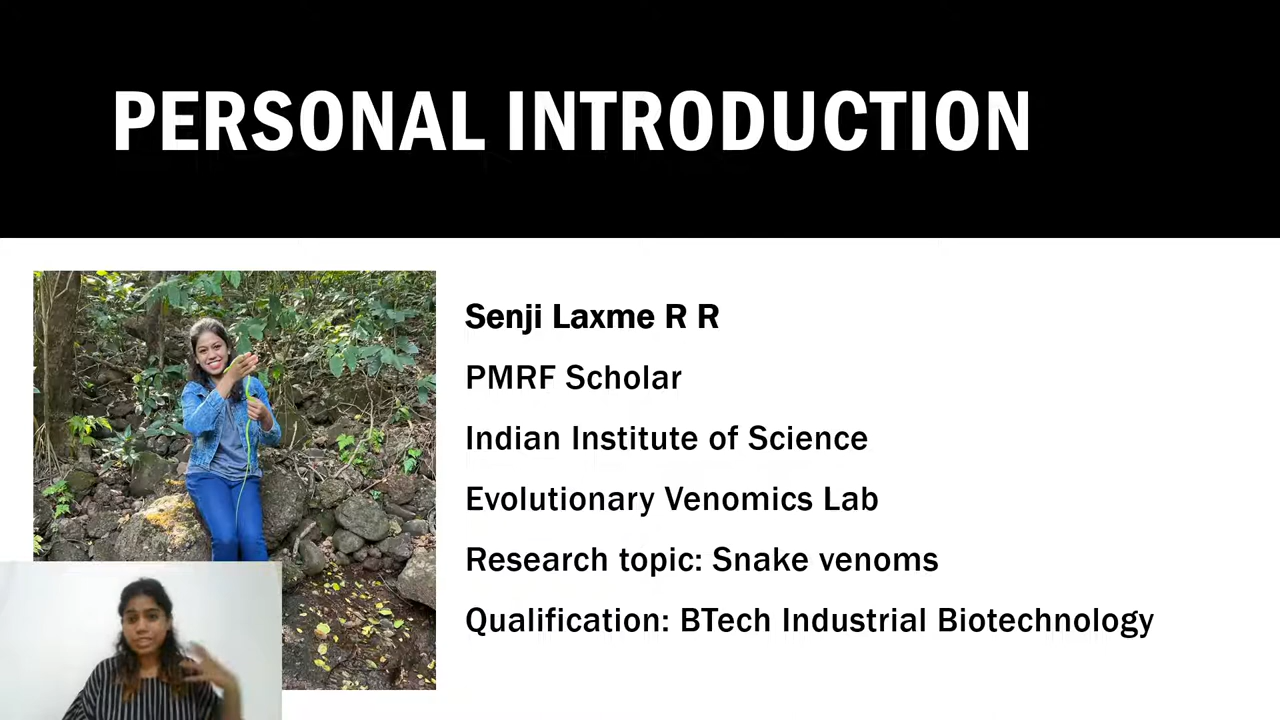 PERSONAL INTRODUCTION
Senji Laxme R R
PMRF Scholar
Indian Institute of Science
Evolutionary Venomics Lab
Research topic: Snake venoms
Qualification: BTech Industrial Biotechnology